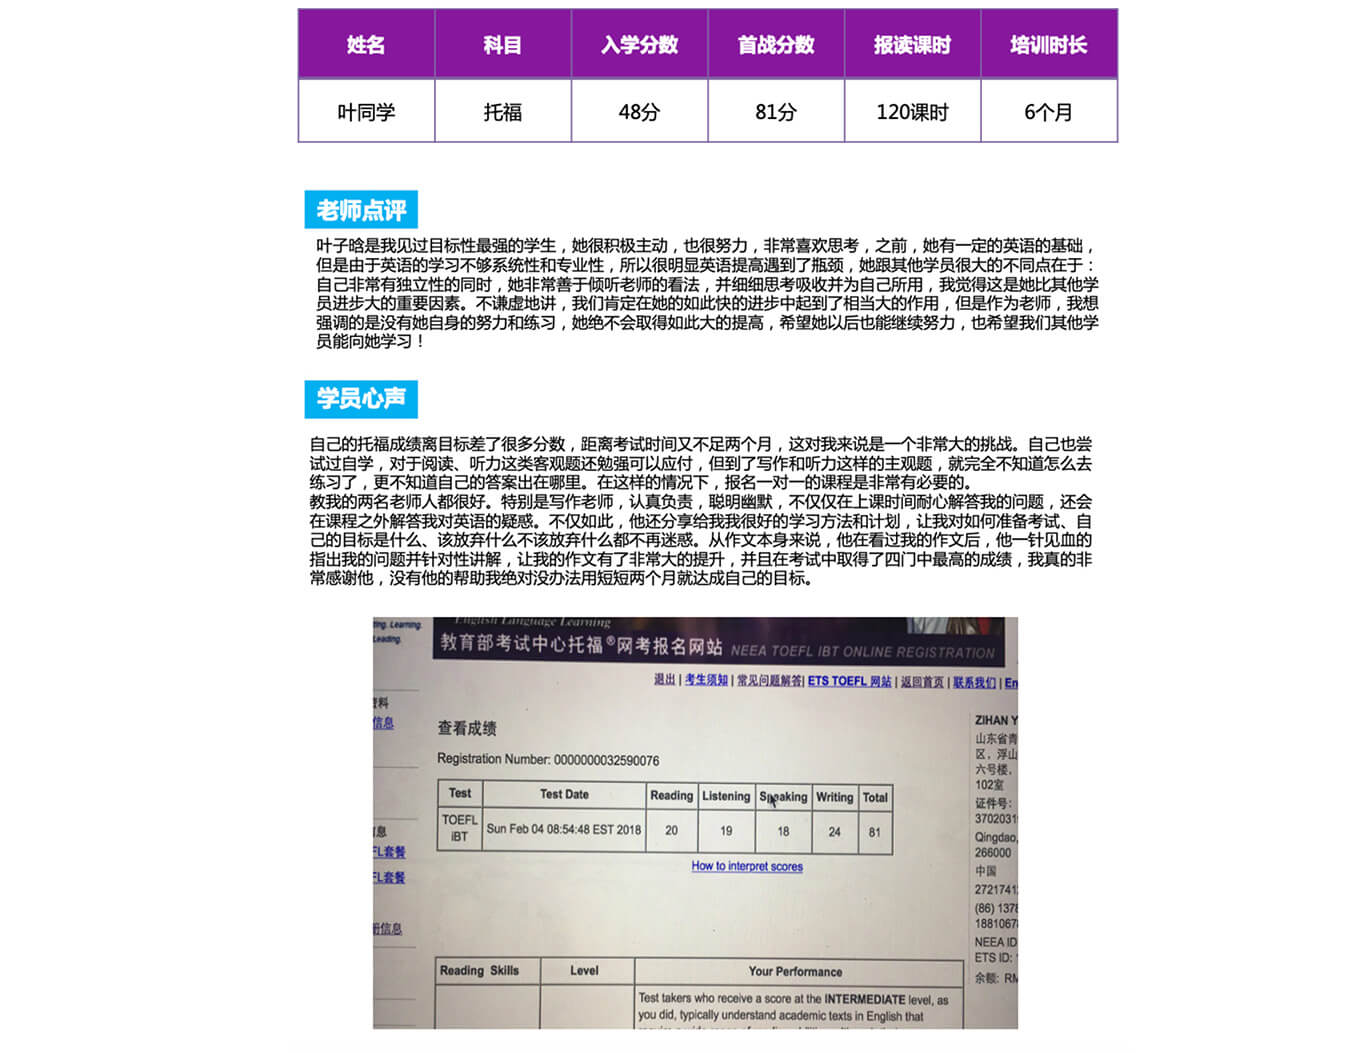 姓名 科目 入学分数 首战分数 报读课时 培训时长
叶同学 托福 48分 81分 120课时 6个月
老师点评
叶子晗是我见过目标性最强的学生，她很积极主动，也很努力，非常喜欢思考，之前，她有一定的英语的基础，
但是由于英语的学习不够系统性和专业性，所以很明显英语提高遇到了瓶颈，她跟其他学员很大的不同点在于：
自己非常有独立性的同时，她非常善于倾听老师的看法，并细细思考吸收并为自己所用，我觉得这是她比其他学
员进步大的重要因素。不谦虚地讲，我们肯定在她的如此快的进步中起到了相当大的作用，但是作为老师，我想
强调的是没有她自身的努力和练习，她绝不会取得如此大的提高，希望她以后也能继续努力，也希望我们其他学
员能向她学习！
学员心声
自己的托福成绩离目标差了很多分数，距离考试时间又不足两个月，这对我来说是一个非常大的挑战。自己也尝
试过自学，对于阅读、听力这类客观题还勉强可以应付，但到了写作和听力这样的主观题，就完全不知道怎么去
练习了，更不知道自己的答案出在哪里。在这样的情况下，报名一对一的课程是非常有必要的。
教我的两名老师人都很好。特别是写作老师，认真负责，聪明幽默，不仅仅在上课时间耐心解答我的问题，还会
在课程之外解答我对英语的疑惑。不仅如此，他还分享给我我很好的学习方法和计划，让我对如何准备考试、自
己的目标是什么、该放弃什么不该放弃什么都不再迷惑。从作文本身来说，他在看过我的作文后，他一针见血的
指出我的问题并针对性讲解，让我的作文有了非常大的提升，并且在考试中取得了四门中最高的成绩，我真的非
常感谢他，没有他的帮助我绝对没办法用短短两个月就达成自己的目标。
English Language Learning
Learning.
Leading.
教育部考试中心托福®网考报名网站 NEEA TOEFL IBT ONLINE REGISTRATION
退出 | 考生须知 | 常见问题解答| ETS TOEFL 网站 | 返回首页 | 联系我们 | En
料
信息
息
FL套餐
FL套餐
册信息
查看成绩
Registration Number: 0000000032590076
Test Test Date Reading Listening Speaking Writing Total
TOEFL iBT Sun Feb 04 08:54:48 EST 2018 20 19 18 24 81
How to interpret scores
ZIHAN Y
山东省青
区，浮山
六号楼，
102室
证件号：
3702031
Qingdao,
266000
中国
2721741
(86) 1378
1881067
NEEA ID
ETS ID:
余额: RM
Reading Skills Level Your Performance
Test takers who receive a score at the INTERMEDIATE level, as
you did, typically understand academic texts in English that